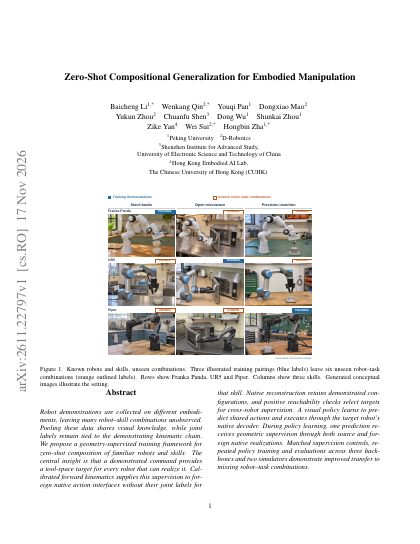 Zero-Shot Compositional Generalization for Embodied Manipulation
Baicheng Li1,* Wenkang Qin2,* Youqi Pan1 Dongxiao Mao2
Yukun Zhou2 Chuanfu Shen3 Dong Wu1 Shunkai Zhou1
Zike Yan4 Wei Sui2,* Hongbin Zha1,*
1Peking University 2D-Robotics
3Shenzhen Institute for Advanced Study,
University of Electronic Science and Technology of China
4Hong Kong Embodied AI Lab,
The Chinese University of Hong Kong (CUHK)
arXiv:2611.22797v1 [cs.RO] 17 Nov 2026
Training demonstrations
Unseen robot-task combinations
Stack bowls Open microwave Precision insertion
Franka Panda
UR5
Piper
Figure 1. Known robots and skills, unseen combinations. Three illustrated training pairings (blue labels) leave six unseen robot–task
combinations (orange outlined labels). Rows show Franka Panda, UR5 and Piper. Columns show three skills. Generated conceptual
images illustrate the setting.
Abstract
Robot demonstrations are collected on different embodi-
ments, leaving many robot–skill combinations unobserved.
Pooling these data shares visual knowledge, while joint
labels remain tied to the demonstrating kinematic chain.
We propose a geometry-supervised training framework for
zero-shot composition of familiar robots and skills. The
central insight is that a demonstrated command provides
a tool-space target for every robot that can realize it. Cal-
ibrated forward kinematics supplies this supervision to for-
eign native action interfaces without their joint labels for
that skill. Native reconstruction retains demonstrated con-
figurations, and positive reachability checks select targets
for cross-robot supervision. A visual policy learns to pre-
dict shared actions and executes through the target robot's
native decoder. During policy learning, one prediction re-
ceives geometric supervision through both source and for-
eign native realizations. Matched supervision controls, re-
peated policy training and evaluations across three back-
bones and two simulators demonstrate improved transfer to
missing robot–task combinations.
1